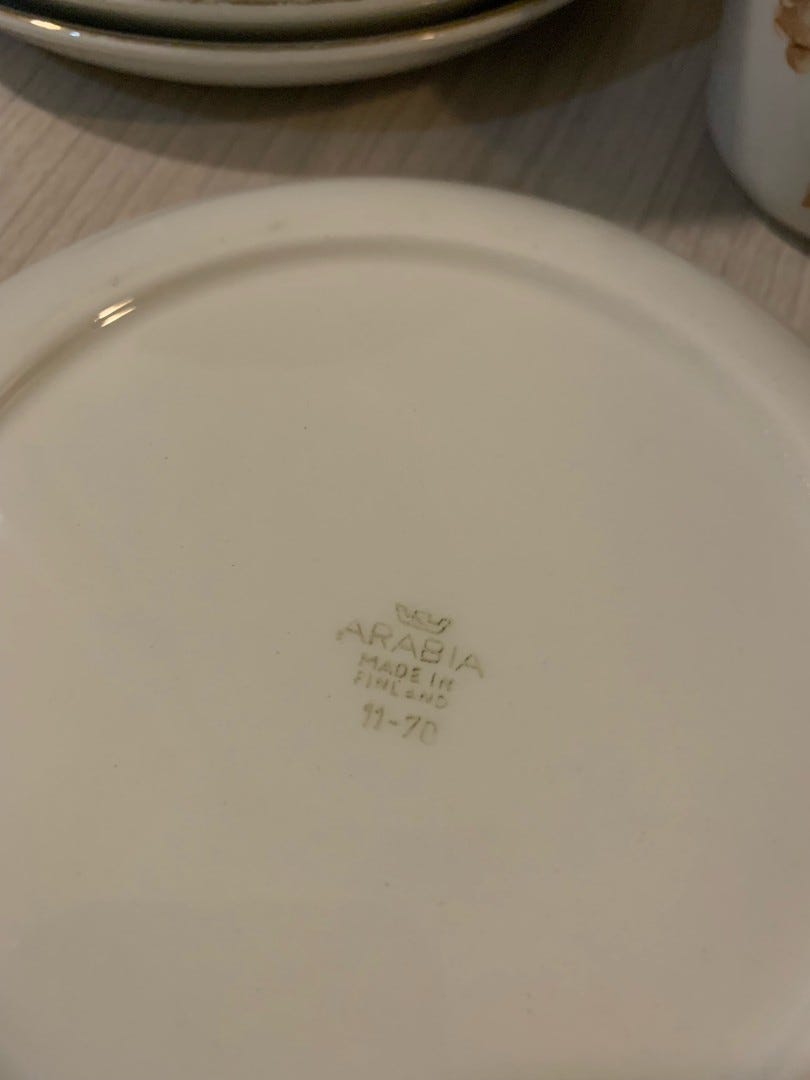 ARABIA
MADE IN
FINLAND
11-70